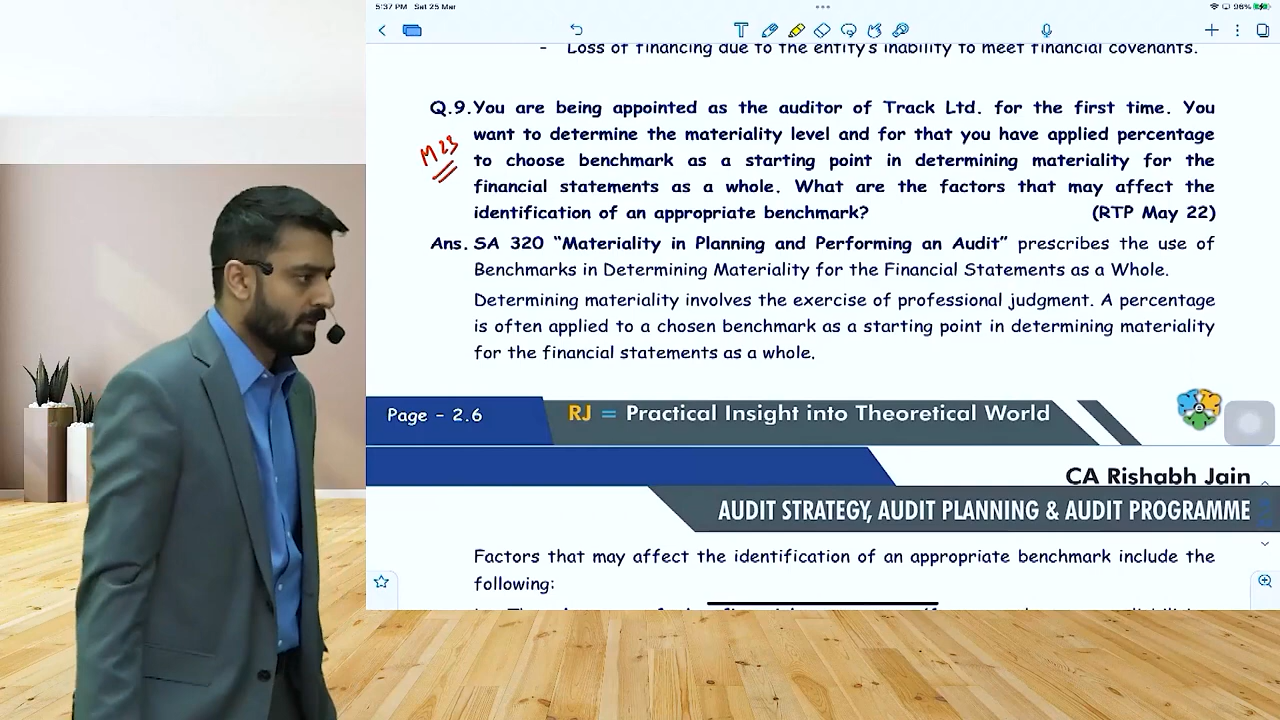 5:37 PM Sat 25 Mar
96%
- Loss of financing due to the entity's inability to meet financial covenants.
Q.9. You are being appointed as the auditor of Track Ltd. for the first time. You
want to determine the materiality level and for that you have applied percentage
M 23
to choose benchmark as a starting point in determining materiality for the
financial statements as a whole. What are the factors that may affect the
identification of an appropriate benchmark? (RTP May 22)
Ans. SA 320 “Materiality in Planning and Performing an Audit” prescribes the use of
Benchmarks in Determining Materiality for the Financial Statements as a Whole.
Determining materiality involves the exercise of professional judgment. A percentage
is often applied to a chosen benchmark as a starting point in determining materiality
for the financial statements as a whole.
Page - 2.6 RJ = Practical Insight into Theoretical World
CA Rishabh Jain
AUDIT STRATEGY, AUDIT PLANNING & AUDIT PROGRAMME
Factors that may affect the identification of an appropriate benchmark include the
following: